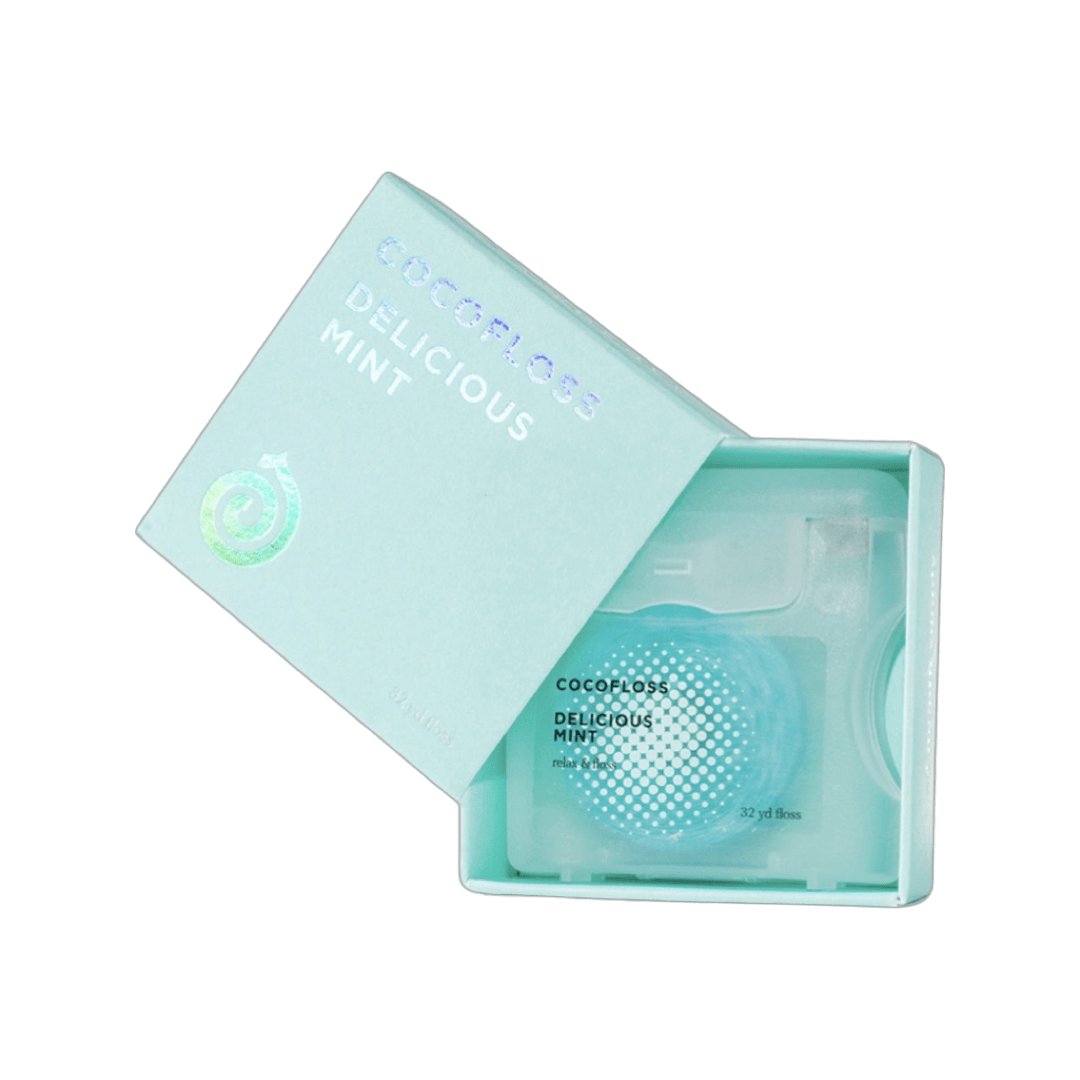 COCOFLOSS
DELICIOUS
MINT
32 yd floss
COCOFLOSS
DELICIOUS
MINT
relax & floss
32 yd floss